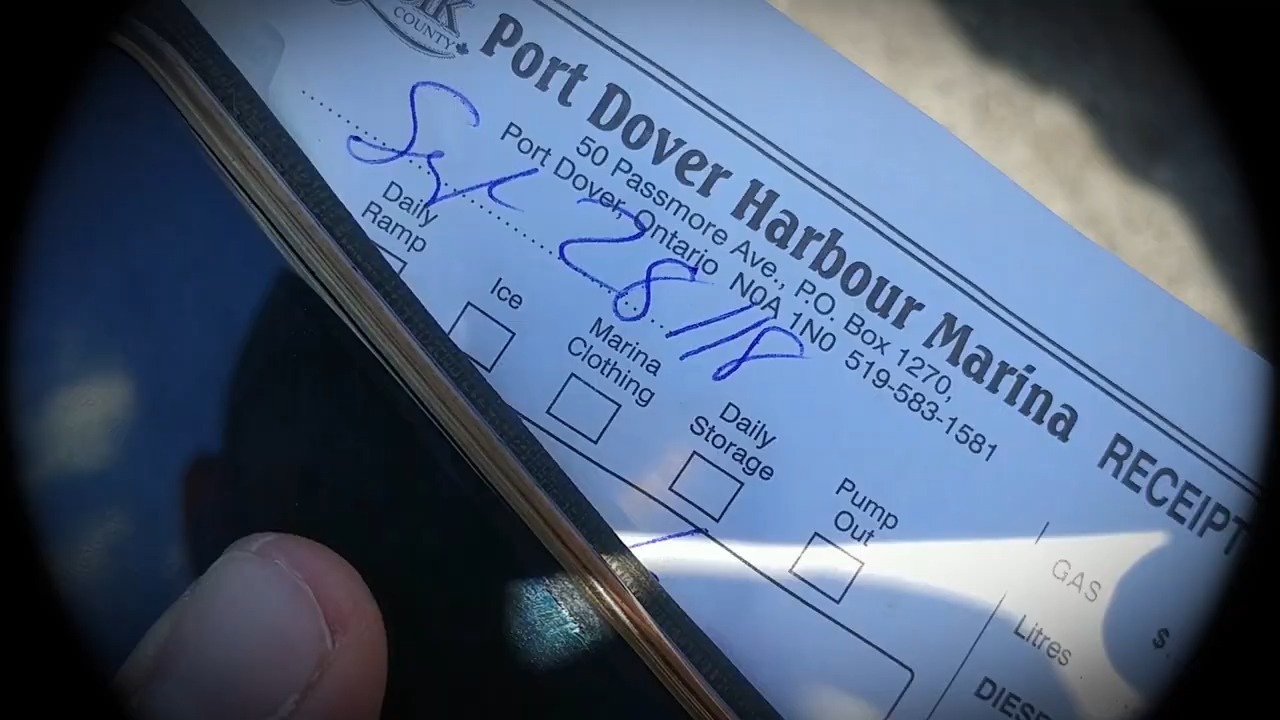 COUNTY
Port Dover Harbour Marina RECEIPT
50 Passmore Ave., P.O. Box 1270,
Port Dover, Ontario N0A 1N0 519-583-1581
Sept 28/18
Daily
Ramp
Ice
Marina
Clothing
Daily
Storage
Pump
Out
GAS
Litres
$